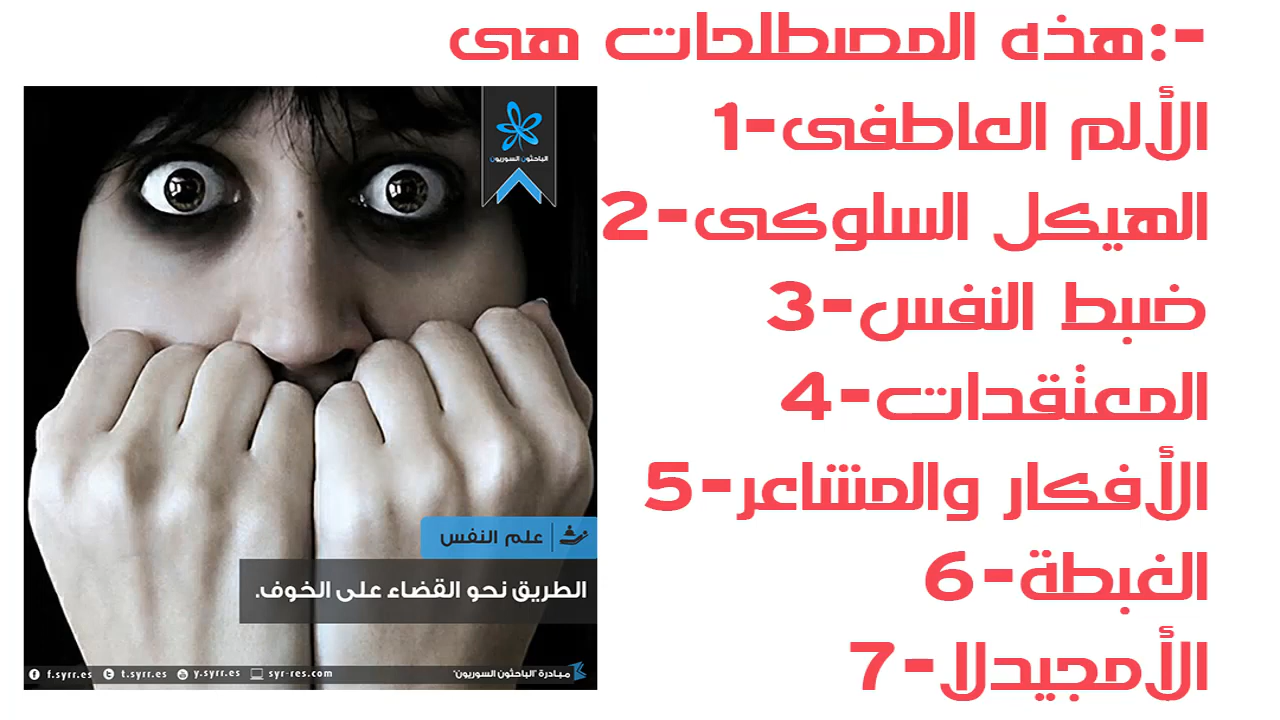 هذه المصطلحات هى:-
الألم العاطفى-1
الهيكل السلوكى-2
ضبط النفس-3
المعتقدات-4
الأفكار والمشاعر-5
الغبطة-6
الأمجيدلا-7
الباحثون السوريون
علم النفس
الطريق نحو القضاء على الخوف.
f.syrr.es t.syrr.es y.syrr.es syr-res.com مبادرة "الباحثون السوريون"